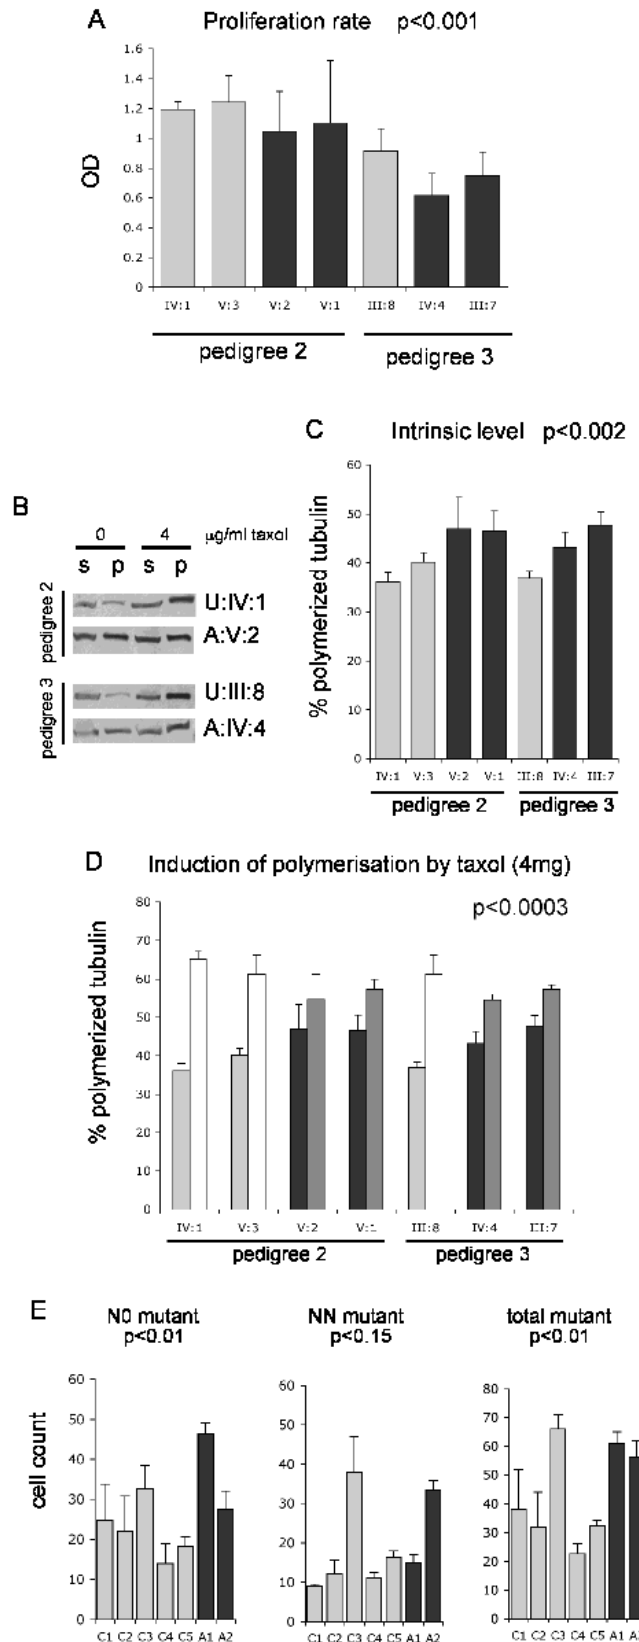 A Proliferation rate p<0.001
1.6
1.4
1.2
1
0.8
0.6
0.4
0.2
0
OD
IV:1 V:3 V:2 V:1 III:8 IV:4 III:7
pedigree 2 pedigree 3
B
0 4 µg/ml taxol
s p s p
pedigree 2
U:IV:1
A:V:2
pedigree 3
U:III:8
A:IV:4
C Intrinsic level p<0.002
60
50
40
30
20
10
0
% polymerized tubulin
IV:1 V:3 V:2 V:1 III:8 IV:4 III:7
pedigree 2 pedigree 3
D Induction of polymerisation by taxol (4mg)
p<0.0003
80
70
60
50
40
30
20
10
0
% polymerized tubulin
IV:1 V:3 V:2 V:1 III:8 IV:4 III:7
pedigree 2 pedigree 3
E
N0 mutant
p<0.01
cell count
60
50
40
30
20
10
0
C1 C2 C3 C4 C5 A1 A2
NN mutant
p<0.15
60
50
40
30
20
10
0
C1 C2 C3 C4 C5 A1 A2
total mutant
p<0.01
80
70
60
50
40
30
20
10
0
C1 C2 C3 C4 C5 A1 A2